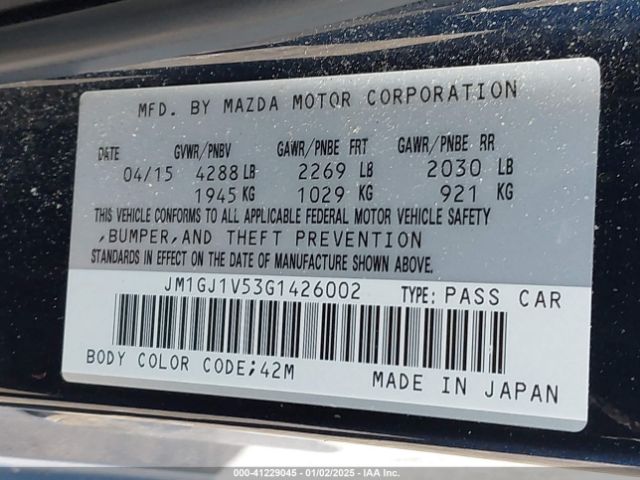 MFD. BY MAZDA MOTOR CORPORATION
DATE GVWR/PNBV GAWR/PNBE FRT GAWR/PNBE RR
04/15 4288 LB 2269 LB 2030 LB
1945 KG 1029 KG 921 KG
THIS VEHICLE CONFORMS TO ALL APPLICABLE FEDERAL MOTOR VEHICLE SAFETY
,BUMPER,AND THEFT PREVENTION
STANDARDS IN EFFECT ON THE DATE OF MANUFACTURE SHOWN ABOVE.
JM1GJ1V53G1426002 TYPE: PASS CAR
BODY COLOR CODE;42M
MADE IN JAPAN
000-41229045 - 01/02/2025 - IAA Inc.